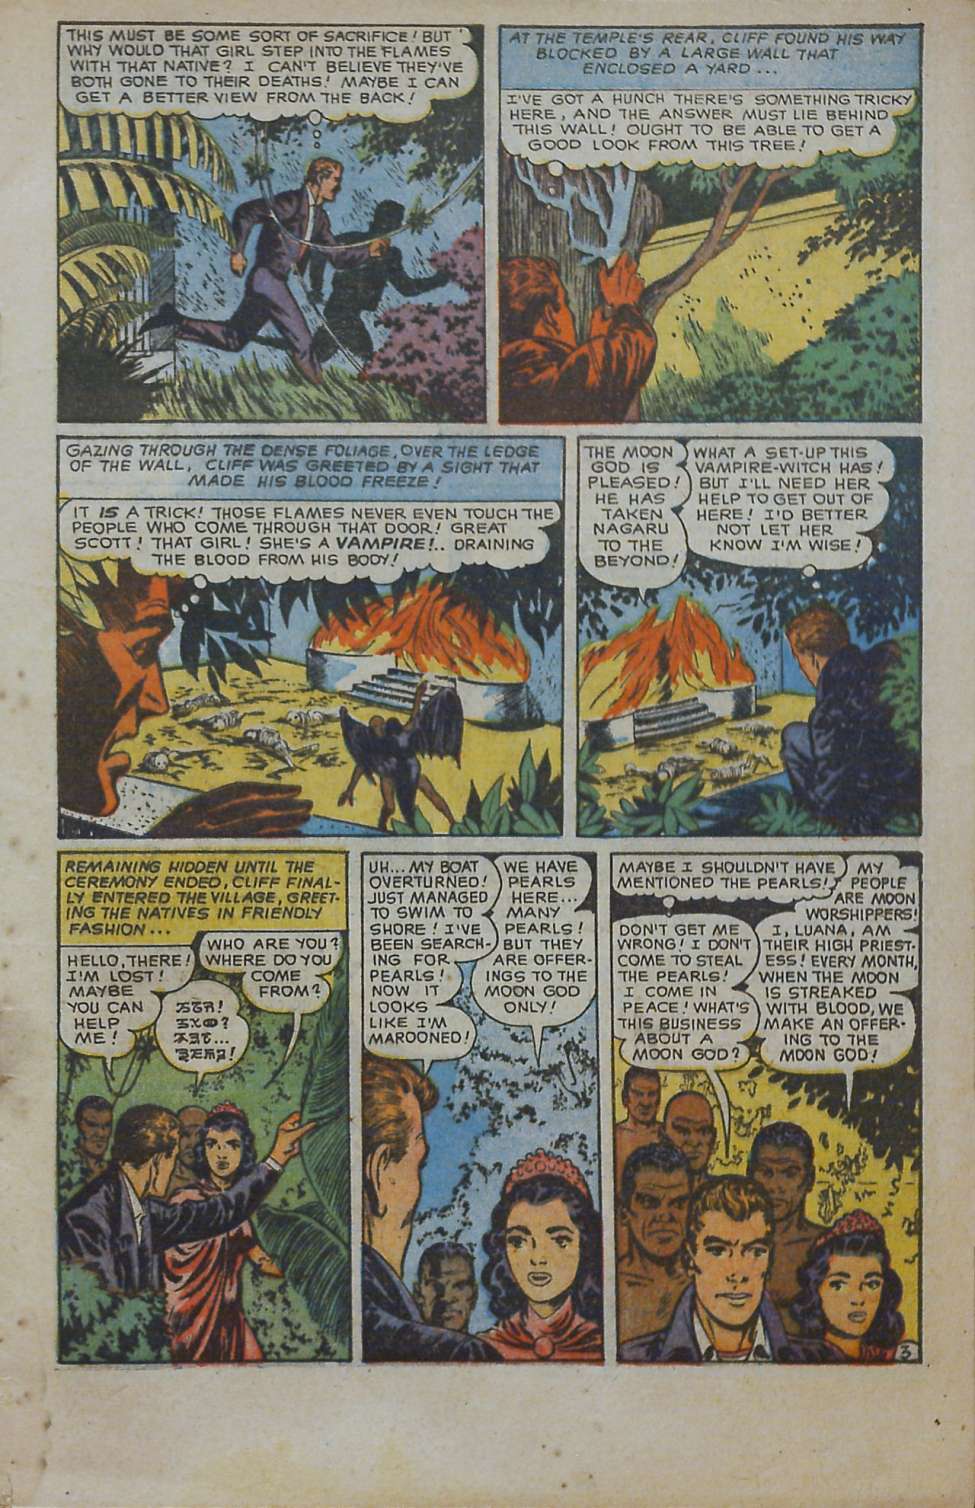 THIS MUST BE SOME SORT OF SACRIFICE! BUT
WHY WOULD THAT GIRL STEP INTO THE FLAMES
WITH THAT NATIVE? I CAN'T BELIEVE THEY'VE
BOTH GONE TO THEIR DEATHS! MAYBE I CAN
GET A BETTER VIEW FROM THE BACK!
AT THE TEMPLE'S REAR, CLIFF FOUND HIS WAY
BLOCKED BY A LARGE WALL THAT
ENCLOSED A YARD...
I'VE GOT A HUNCH THERE'S SOMETHING TRICKY
HERE, AND THE ANSWER MUST LIE BEHIND
THIS WALL! OUGHT TO BE ABLE TO GET A
GOOD LOOK FROM THIS TREE!
GAZING THROUGH THE DENSE FOLIAGE, OVER THE LEDGE
OF THE WALL, CLIFF WAS GREETED BY A SIGHT THAT
MADE HIS BLOOD FREEZE!
IT IS A TRICK! THOSE FLAMES NEVER EVEN TOUCH THE
PEOPLE WHO COME THROUGH THAT DOOR! GREAT
SCOTT! THAT GIRL! SHE'S A VAMPIRE!.. DRAINING
THE BLOOD FROM HIS BODY!
THE MOON
GOD IS
PLEASED!
HE HAS
TAKEN
NAGARU
TO THE
BEYOND!
WHAT A SET-UP THIS
VAMPIRE-WITCH HAS!
BUT I'LL NEED HER
HELP TO GET OUT OF
HERE! I'D BETTER
NOT LET HER
KNOW I'M WISE!
REMAINING HIDDEN UNTIL THE
CEREMONY ENDED, CLIFF FINAL-
LY ENTERED THE VILLAGE, GREET-
ING THE NATIVES IN FRIENDLY
FASHION...
HELLO, THERE!
I'M LOST!
MAYBE
YOU CAN
HELP
ME!
WHO ARE YOU?
WHERE DO YOU
COME
FROM?
UH... MY BOAT
OVERTURNED!
JUST MANAGED
TO SWIM TO
SHORE! I'VE
BEEN SEARCH-
ING FOR
PEARLS!
NOW IT
LOOKS
LIKE I'M
MAROONED!
WE HAVE
PEARLS
HERE...
MANY
PEARLS!
BUT THEY
ARE OFFER-
INGS TO THE
MOON GOD
ONLY!
MAYBE I SHOULDN'T HAVE
MENTIONED THE PEARLS!
DON'T GET ME
WRONG! I DON'T
COME TO STEAL
THE PEARLS!
I COME IN
PEACE! WHAT'S
THIS BUSINESS
ABOUT A
MOON GOD?
MY
PEOPLE
ARE MOON
WORSHIPPERS!
I, LUANA, AM
THEIR HIGH PRIEST-
ESS! EVERY MONTH,
WHEN THE MOON
IS STREAKED
WITH BLOOD, WE
MAKE AN OFFER-
ING TO THE
MOON GOD!
3